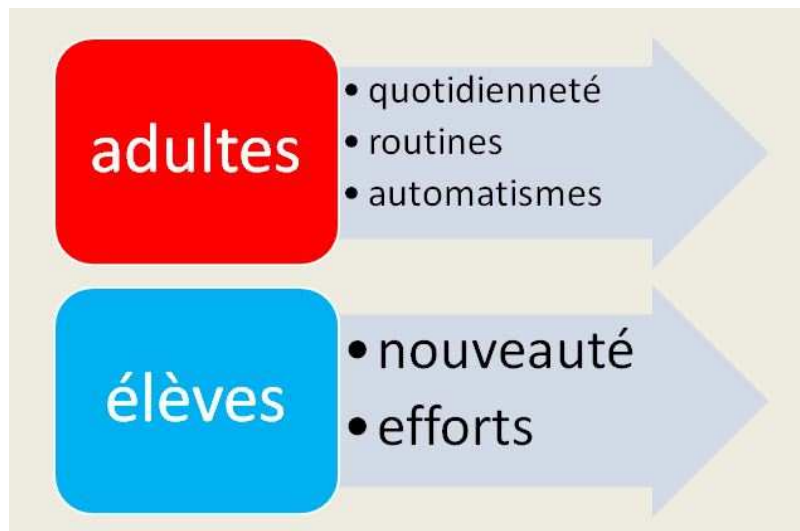 adultes
• quotidienneté
• routines
• automatismes
élèves
• nouveauté
• efforts